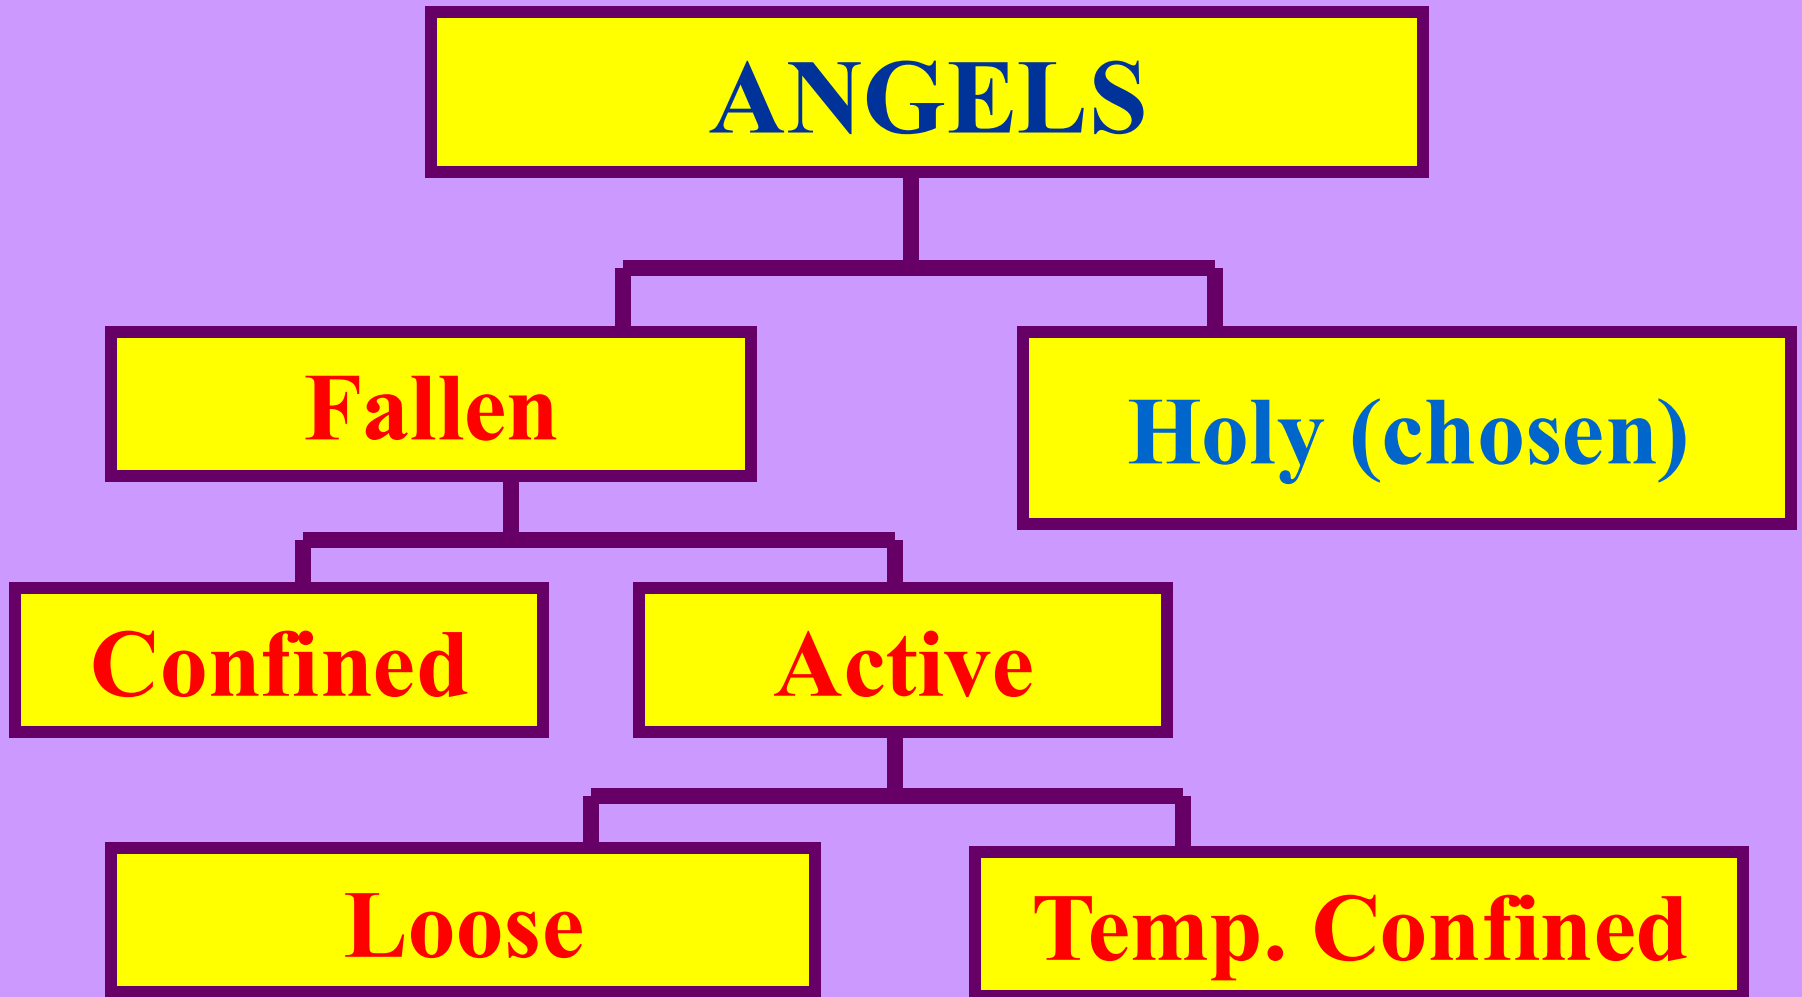 ANGELS
Fallen
Holy (chosen)
Confined
Active
Loose
Temp. Confined